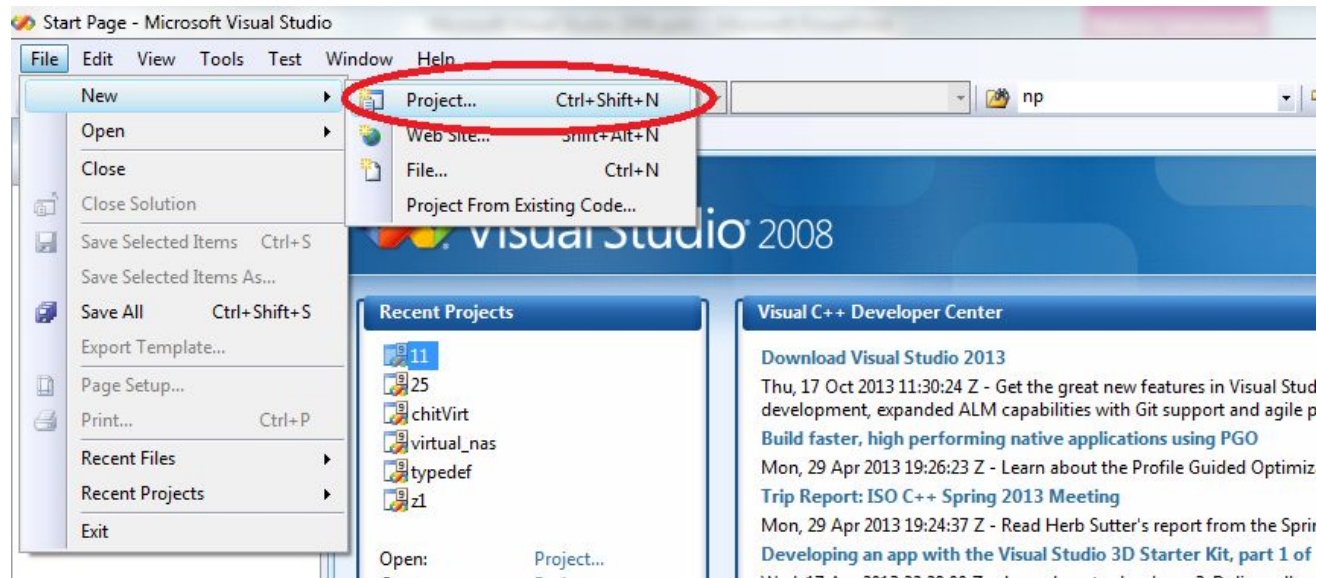 Start Page - Microsoft Visual Studio
File Edit View Tools Test Window Help
New
Project... Ctrl+Shift+N
np
Open
Web Site... Shift+Alt+N
Close
File... Ctrl+N
Close Solution
Project From Existing Code...
Visual Studio 2008
Save Selected Items Ctrl+S
Save Selected Items As...
Save All Ctrl+Shift+S
Export Template...
Page Setup...
Print... Ctrl+P
Recent Files
Recent Projects
Exit
Recent Projects
11
25
chitVirt
virtual_nas
typedef
z1
Open: Project...
Visual C++ Developer Center
Download Visual Studio 2013
Thu, 17 Oct 2013 11:30:24 Z - Get the great new features in Visual Stud
development, expanded ALM capabilities with Git support and agile p
Build faster, high performing native applications using PGO
Mon, 29 Apr 2013 19:26:23 Z - Learn about the Profile Guided Optimiz
Trip Report: ISO C++ Spring 2013 Meeting
Mon, 29 Apr 2013 19:24:37 Z - Read Herb Sutter's report from the Sprin
Developing an app with the Visual Studio 3D Starter Kit, part 1 of